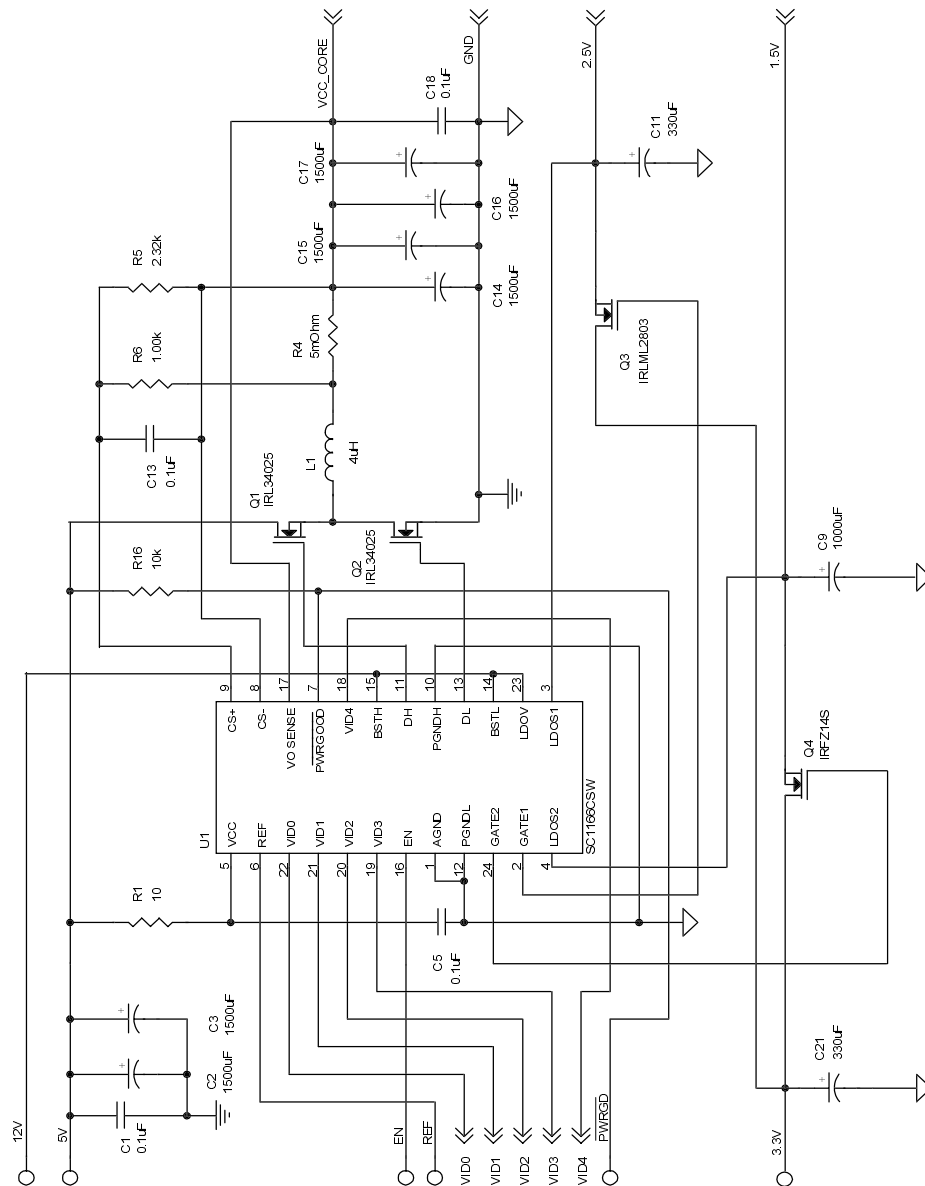 12V
5V
C1
0.1uF
C2
1500uF
C3
1500uF
+
+
R1
10
C5
0.1uF
EN
REF
VID0
VID1
VID2
VID3
VID4
PWRGD
3.3V
C21
330uF
+
U1
SC1166CSW
5
VCC
6
REF
22
VID0
21
VID1
20
VID2
19
VID3
16
EN
1
AGND
12
PGNDL
24
GATE2
2
GATE1
4
LDOS2
CS+
9
CS-
8
VO SENSE
17
PWRGOOD
7
VID4
18
BSTH
15
DH
11
PGNDH
10
DL
13
BSTL
14
LDOV
23
LDOS1
3
R16
10k
Q1
IRL34025
Q2
IRL34025
C13
0.1uF
R6
1.00k
R5
2.32k
L1
4uH
R4
5mOhm
C14
1500uF
+
C15
1500uF
+
C16
1500uF
+
C17
1500uF
+
C18
0.1uF
VCC_CORE
GND
2.5V
1.5V
C11
330uF
+
Q3
IRLML2803
Q4
IRFZ14S
C9
1000uF
+